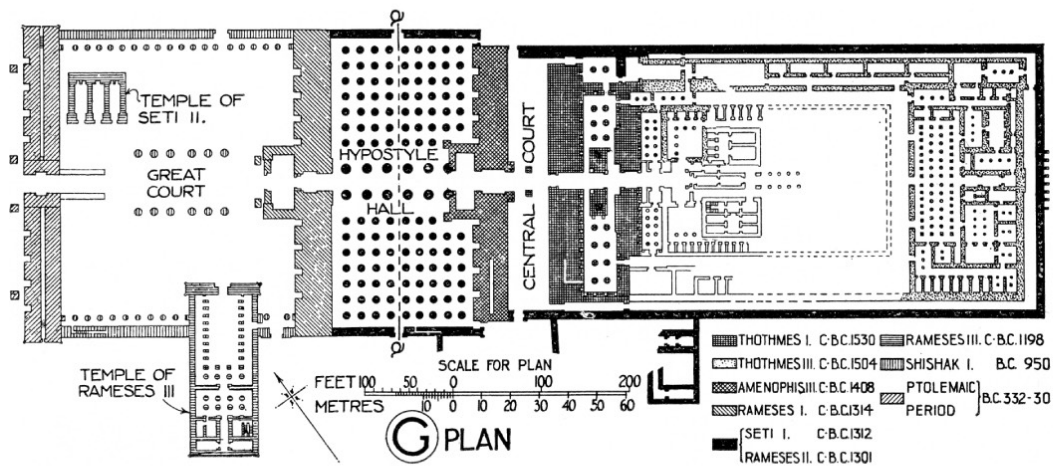 a
TEMPLE OF
SETI II.
GREAT
COURT
HYPOSTYLE
HALL
CENTRAL COURT
a
TEMPLE OF
RAMESES III
SCALE FOR PLAN
FEET 100 50 0 100 200
METRES 10 0 10 20 30 40 50 60
G PLAN
THOTHMES I. C·B.C.1530
THOTHMES III. C·B.C.1504
AMENOPHIS III. C·B.C.1408
RAMESES I. C·B.C.1314
SETI I. C·B.C.1312
RAMESES II. C·B.C.1301
RAMESES III. C·B.C.1198
SHISHAK I. B.C. 950
PTOLEMAIC
PERIOD
B.C.332-30